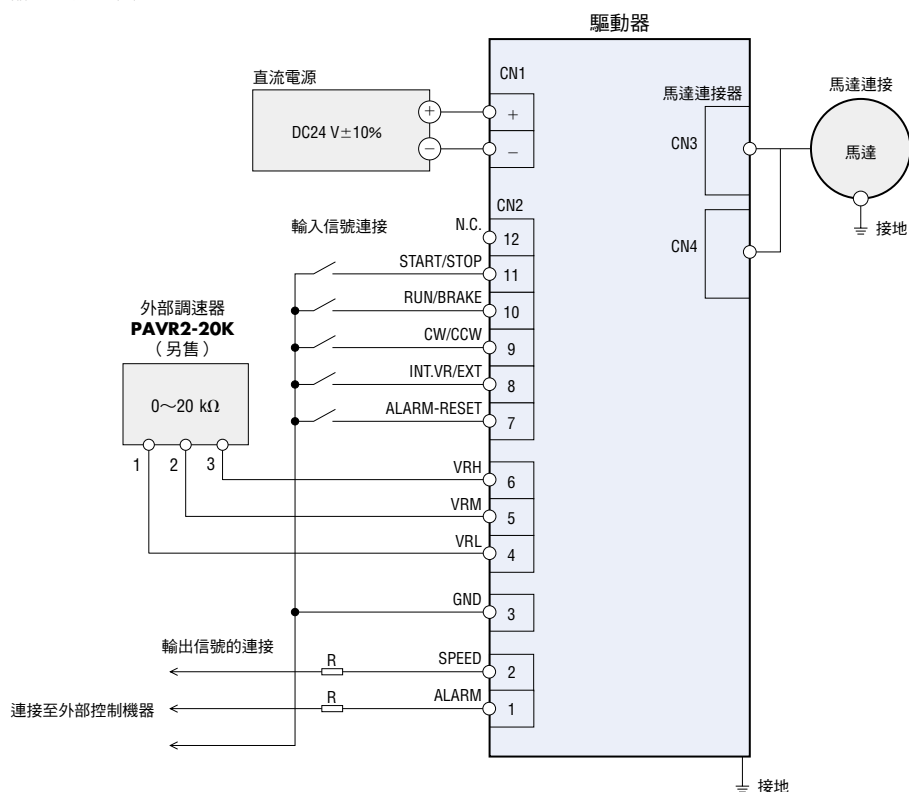 驅動器
直流電源
CN1
馬達連接器
馬達連接
+
+
DC24 V±10%
CN3
馬達
−
−
CN2
輸入信號連接
N.C.
12
CN4
接地
START/STOP
11
外部調速器
RUN/BRAKE
10
PAVR2-20K
(另售)
CW/CCW
9
INT.VR/EXT
8
0～20 kΩ
ALARM-RESET
7
1
2
3
VRH
6
VRM
5
VRL
4
GND
3
輸出信號的連接
R
SPEED
2
連接至外部控制機器
R
ALARM
1
接地